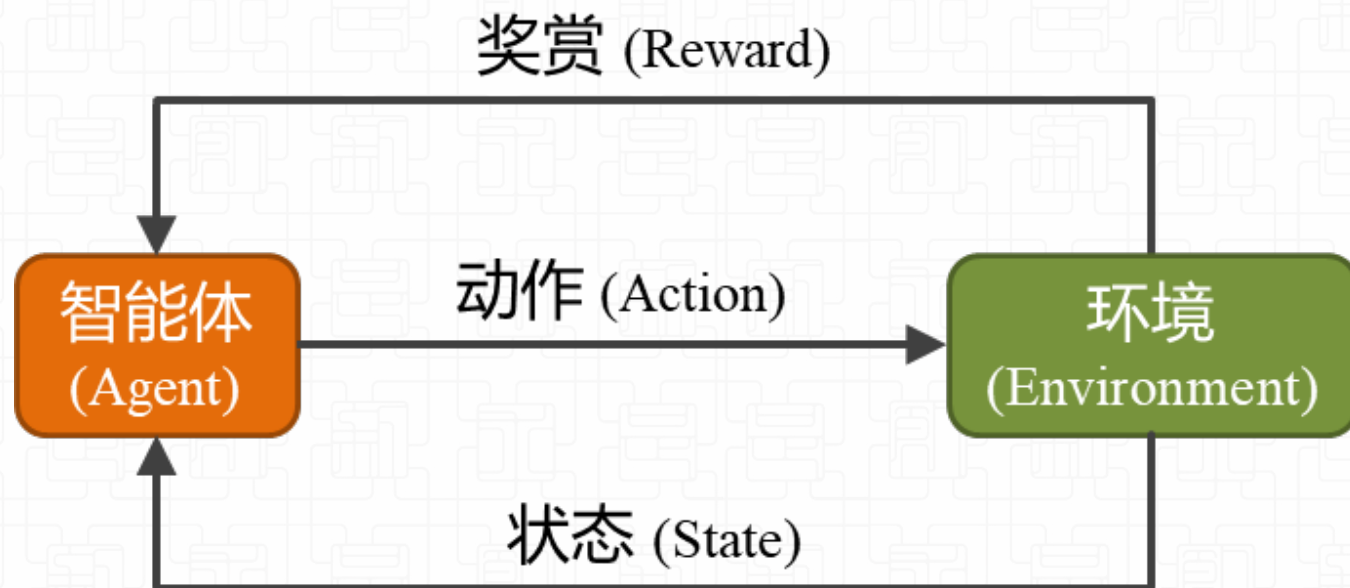 奖赏 (Reward)
智能体
(Agent)
动作 (Action)
环境
(Environment)
状态 (State)